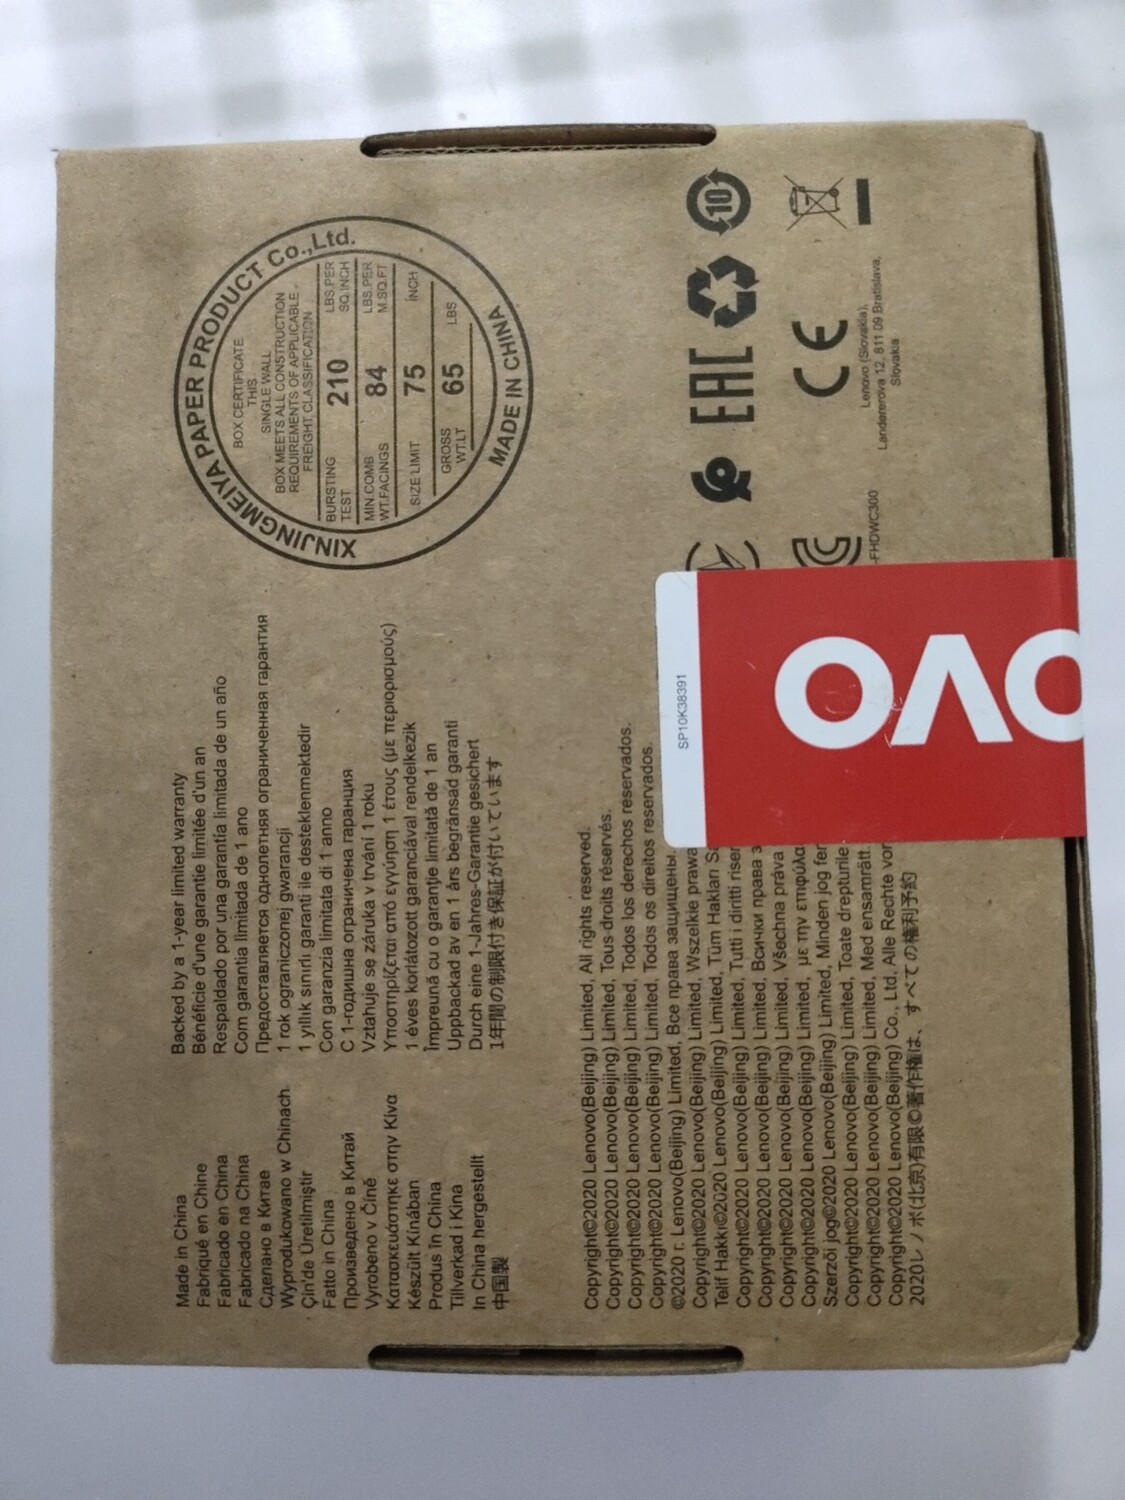 Made in China
Fabriqué en Chine
Fabricado en China
Fabricado na China
Сделано в Китае
Wyprodukowano w Chinach
Çin'de Üretilmiştir
Fatto in China
Произведено в Китай
Vyrobeno v Číně
Κατασκευάστηκε στην Κίνα
Készült Kínában
Produs în China
Tillverkad i Kina
In China hergestellt
中国製
Backed by a 1-year limited warranty
Bénéficie d'une garantie limitée d'un an
Respaldado por una garantía limitada de un año
Com garantia limitada de 1 ano
Предоставляется однолетняя ограниченная гарантия
1 rok ograniczonej gwarancji
1 yıllık sınırlı garanti ile desteklenmektedir
Con garanzia limitata di 1 anno
С 1-годишна ограничена гаранция
Vztahuje se záruka v trvání 1 roku
Υποστηρίζεται από εγγύηση 1 έτους (με περιορισμούς)
1 éves korlátozott garanciával rendelkezik
Împreună cu o garanție limitată de 1 an
Uppbackad av en 1 års begränsad garanti
Durch eine 1-Jahres-Garantie gesichert
1年間の制限付き保証が付いています
XINJINGMEIYA PAPER PRODUCT Co.,Ltd.
BOX CERTIFICATE
THIS
SINGLE WALL
BOX MEETS ALL CONSTRUCTION
REQUIREMENTS OF APPLICABLE
FREIGHT CLASSIFICATION
BURSTING TEST 210 LBS.PER SQ.INCH
MIN.COMB WT.FACINGS 84 LBS.PER M.SQ.FT
SIZE LIMIT 75 INCH
GROSS WT.LT 65 LBS
MADE IN CHINA
Copyright©2020 Lenovo(Beijing) Limited, All rights reserved.
Copyright©2020 Lenovo(Beijing) Limited, Tous droits réservés.
Copyright©2020 Lenovo(Beijing) Limited, Todos los derechos reservados.
Copyright©2020 Lenovo(Beijing) Limited, Todos os direitos reservados.
©2020 г. Lenovo(Beijing) Limited, Все права защищены.
Copyright©2020 Lenovo(Beijing) Limited, Wszelkie prawa
Telif Hakkı©2020 Lenovo(Beijing) Limited, Tüm Hakları
Copyright©2020 Lenovo(Beijing) Limited, Tutti i diritti
Copyright©2020 Lenovo(Beijing) Limited, Всички права
Copyright©2020 Lenovo(Beijing) Limited, Všechna práva
Copyright©2020 Lenovo(Beijing) Limited, με την
Szerzői jog©2020 Lenovo(Beijing) Limited, Minden jog
Copyright©2020 Lenovo(Beijing) Limited, Toate drepturile
Copyright©2020 Lenovo(Beijing) Limited, Med ensamrätt.
Copyright©2020 Lenovo(Beijing) Co., Ltd, Alle Rechte
2020レノボ(北京)有限©著作権は、すべての権利予約
SP10K38391
OVO
EAC
10
CE
-FHDWC300
Lenovo (Slovakia),
Landererova 12, 811 09 Bratislava,
Slovakia